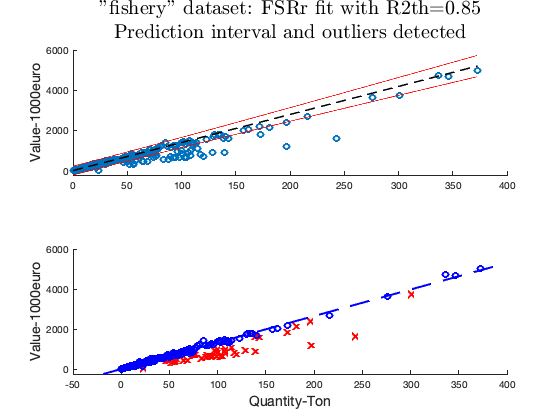 "fishery" dataset: FSRr fit with R2th=0.85
Prediction interval and outliers detected
6000
4000
2000
0
Value-1000euro
0 50 100 150 200 250 300 350 400
6000
4000
2000
0
Value-1000euro
-50 0 50 100 150 200 250 300 350 400
Quantity-Ton